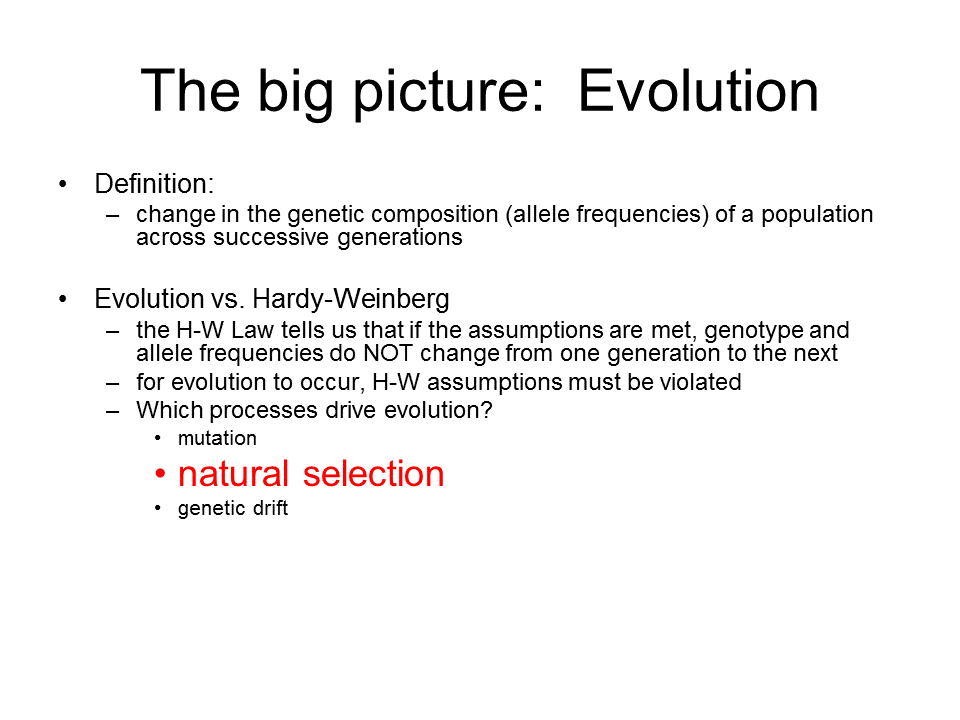 The big picture:  Evolution
• Definition:
– change in the genetic composition (allele frequencies) of a population
across successive generations
• Evolution vs. Hardy-Weinberg
– the H-W Law tells us that if the assumptions are met, genotype and
allele frequencies do NOT change from one generation to the next
– for evolution to occur, H-W assumptions must be violated
– Which processes drive evolution?
• mutation
• natural selection
• genetic drift